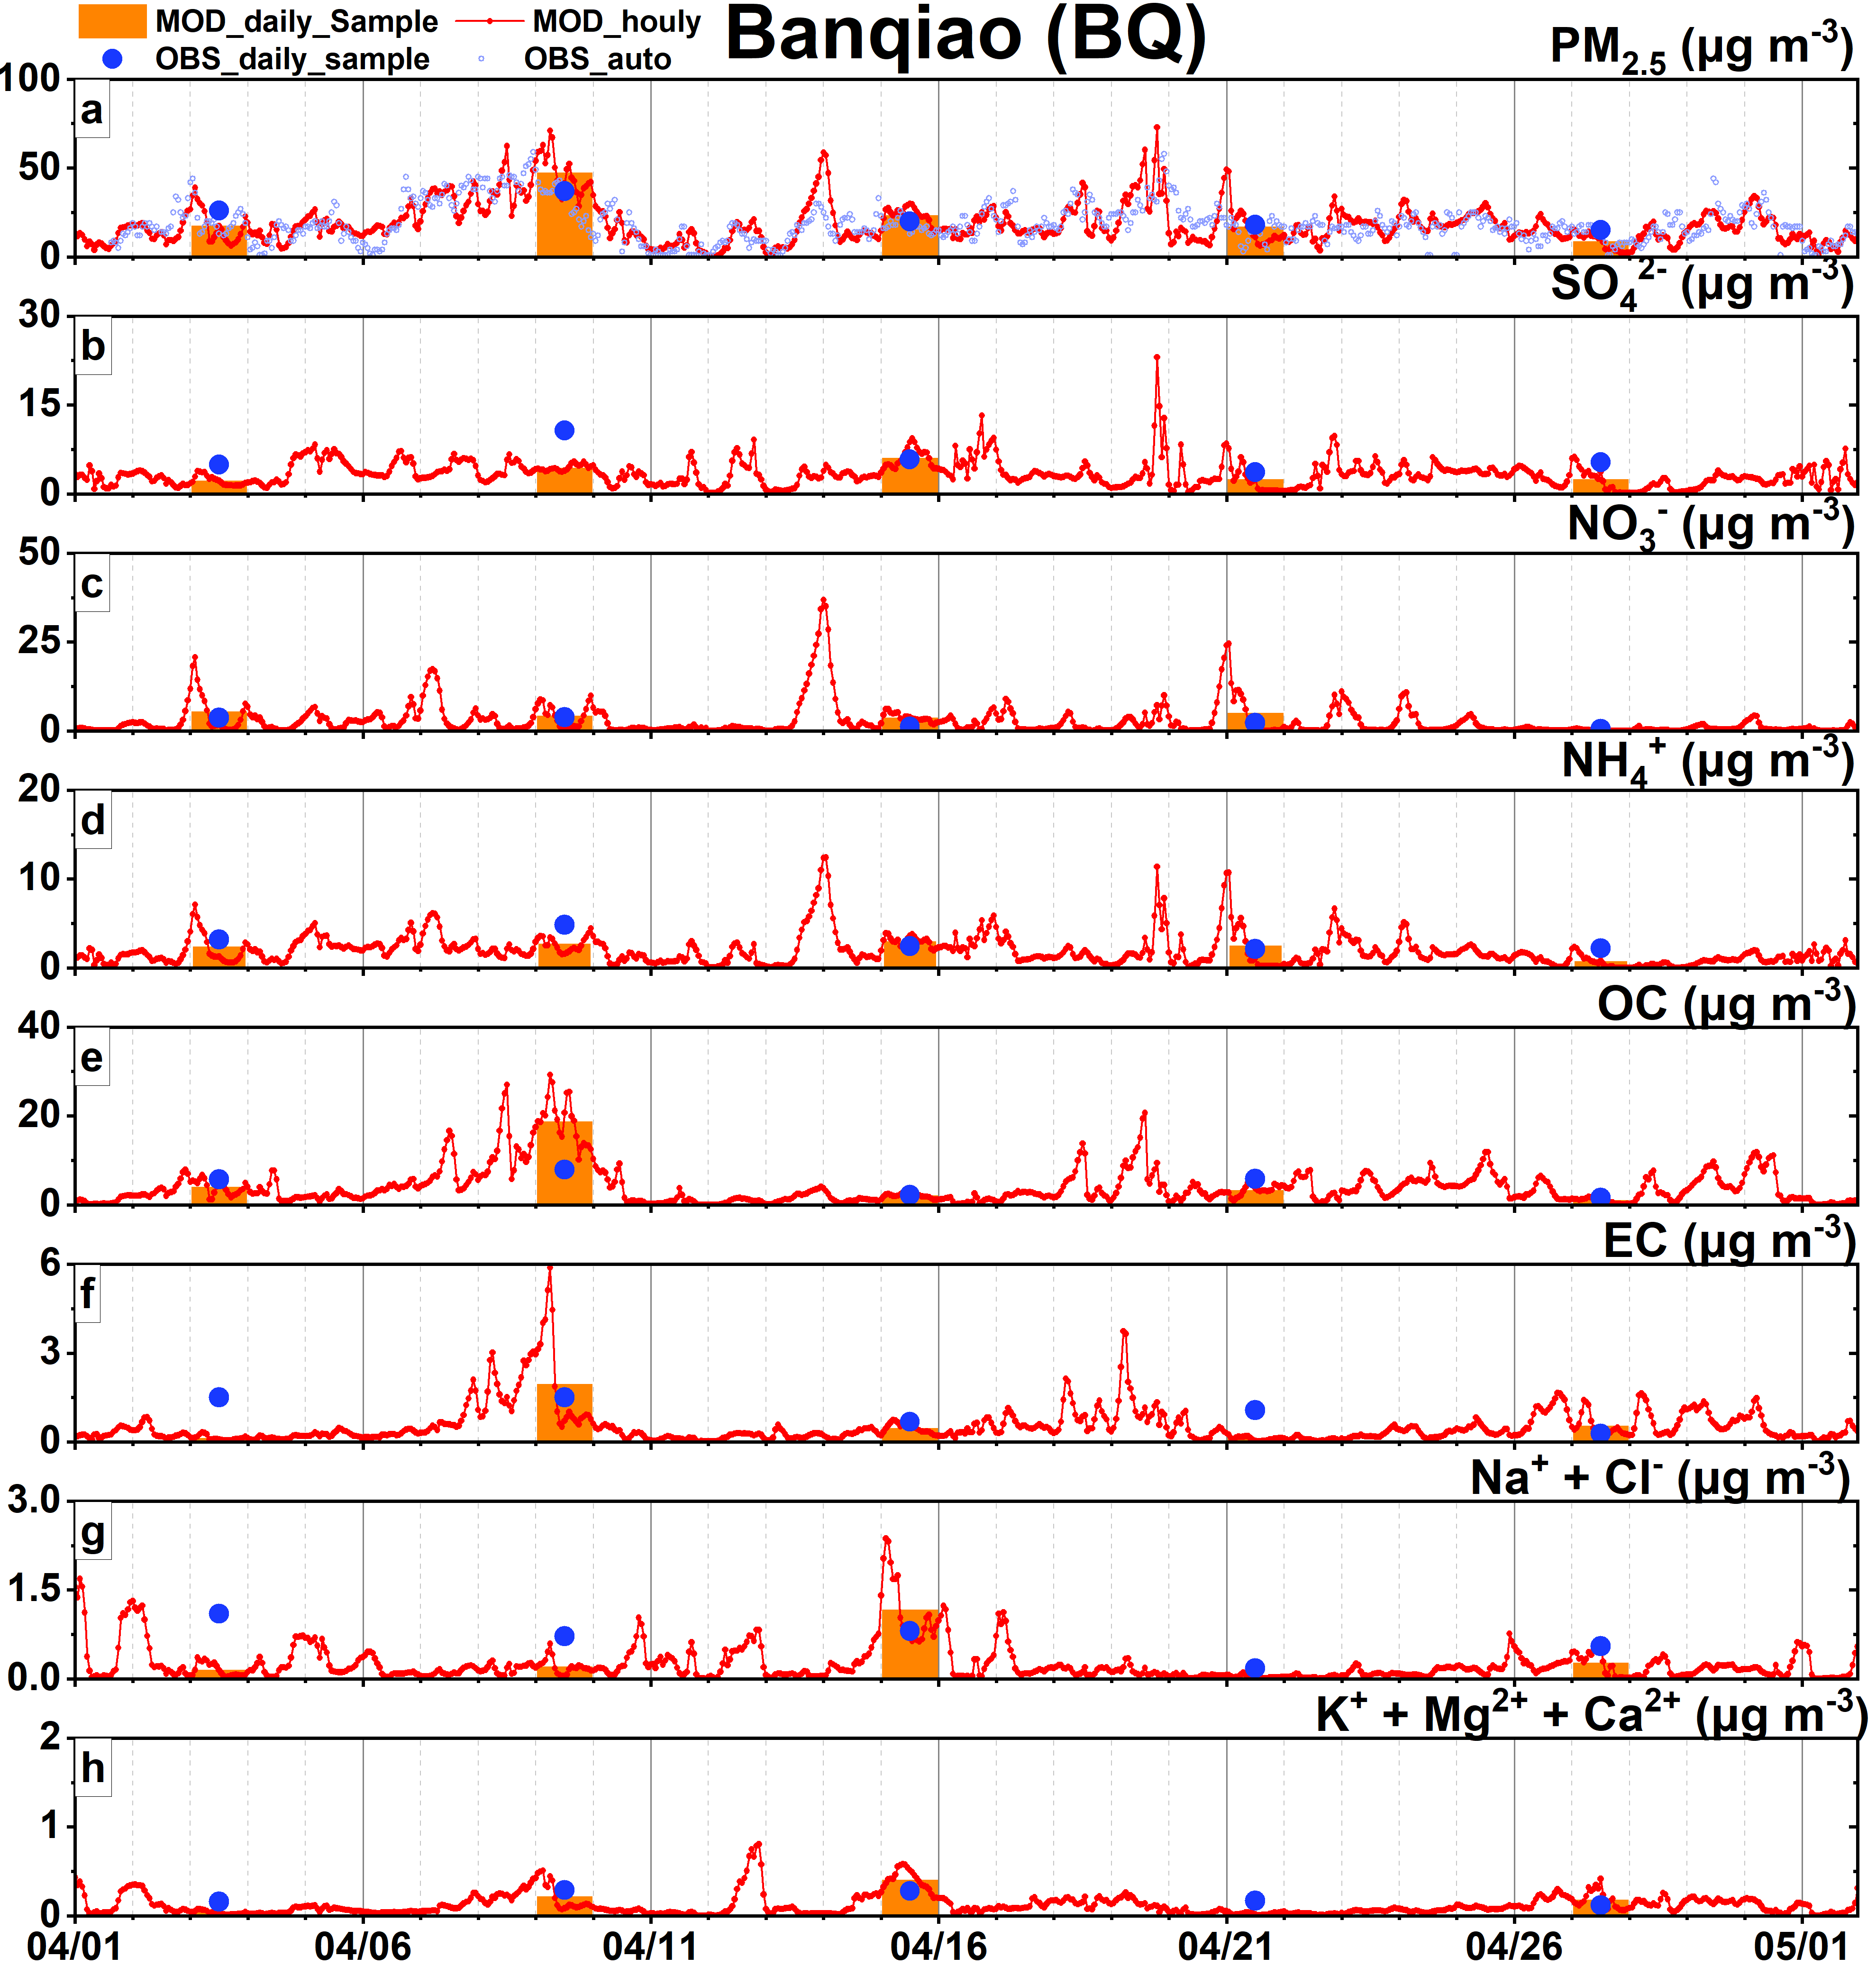 MOD_daily_Sample MOD_houly
OBS_daily_sample OBS_auto
Banqiao (BQ)
PM2.5 (µg m-3)
100
a
50
0
SO4 2- (µg m-3)
30
b
15
0
NO3 - (µg m-3)
50
c
25
0
NH4 + (µg m-3)
20
d
10
0
OC (µg m-3)
40
e
20
0
EC (µg m-3)
6
f
3
0
Na+ + Cl- (µg m-3)
3.0
g
1.5
0.0
K+ + Mg2+ + Ca2+ (µg m-3)
2
h
1
0
04/01 04/06 04/11 04/16 04/21 04/26 05/01